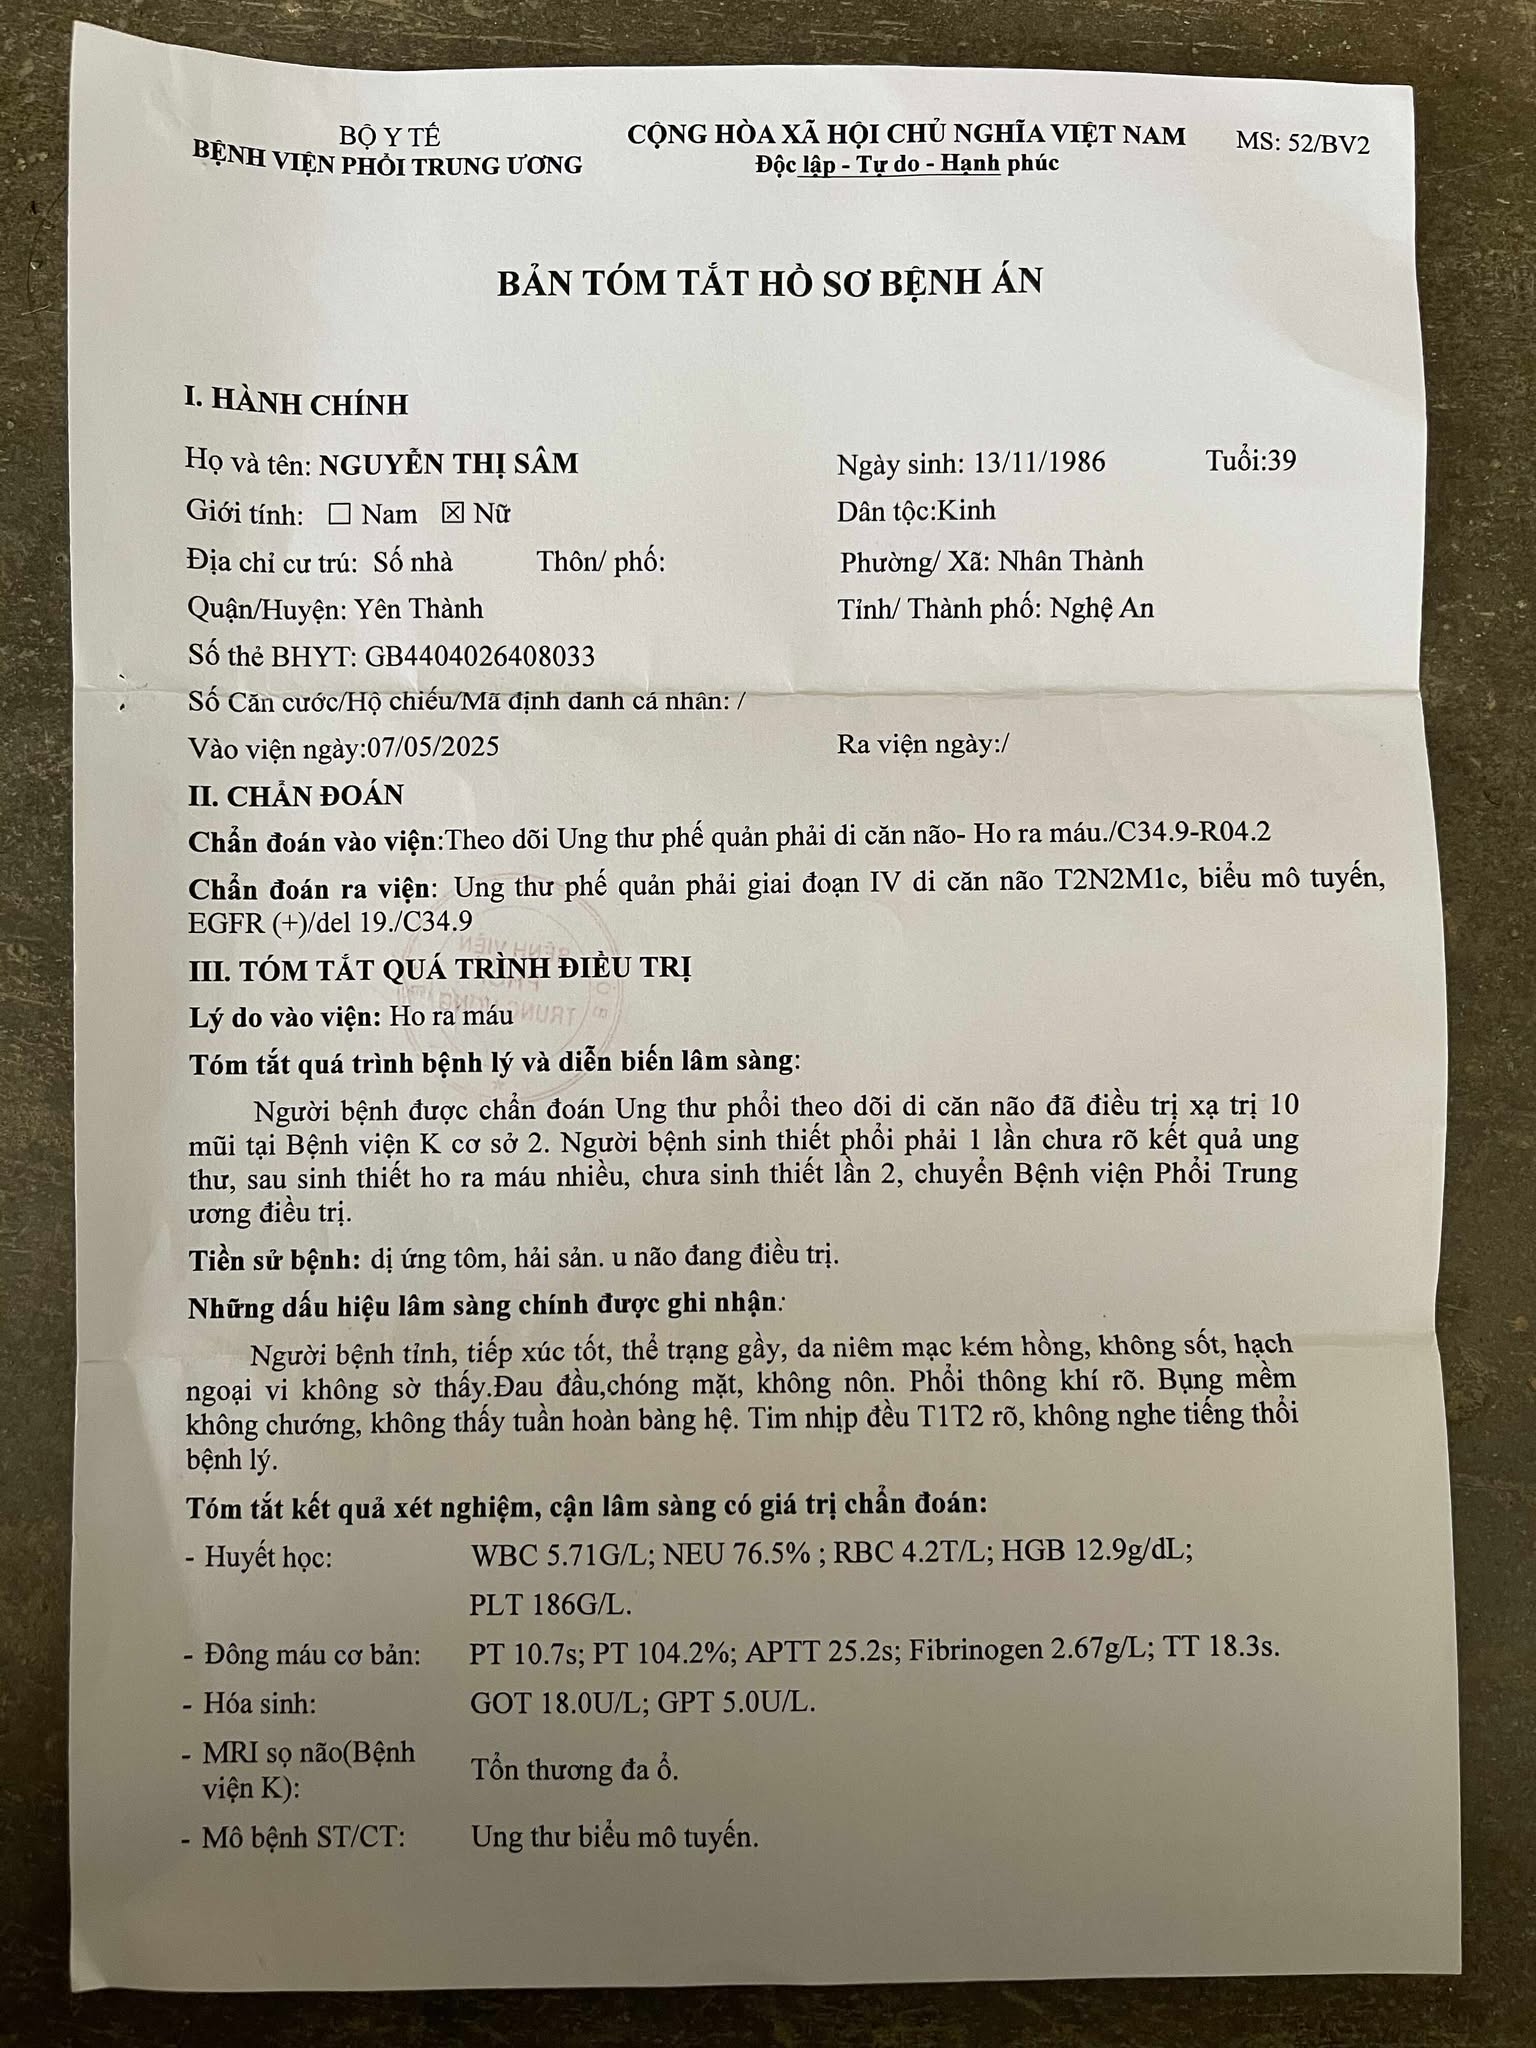 BỘ Y TẾ
BỆNH VIỆN PHỔI TRUNG ƯƠNG
CỘNG HÒA XÃ HỘI CHỦ NGHĨA VIỆT NAM
Độc lập - Tự do - Hạnh phúc
MS: 52/BV2
BẢN TÓM TẮT HỒ SƠ BỆNH ÁN
I. HÀNH CHÍNH
Họ và tên: NGUYỄN THỊ SÂM Ngày sinh: 13/11/1986 Tuổi:39
Giới tính: ☐ Nam ☒ Nữ Dân tộc:Kinh
Địa chỉ cư trú: Số nhà Thôn/ phố: Phường/ Xã: Nhân Thành
Quận/Huyện: Yên Thành Tỉnh/ Thành phố: Nghệ An
Số thẻ BHYT: GB4404026408033
Số Căn cước/Hộ chiếu/Mã định danh cá nhân: /
Vào viện ngày:07/05/2025 Ra viện ngày:/
II. CHẨN ĐOÁN
Chẩn đoán vào viện:Theo dõi Ung thư phế quản phải di căn não- Ho ra máu./C34.9-R04.2
Chẩn đoán ra viện: Ung thư phế quản phải giai đoạn IV di căn não T2N2M1c, biểu mô tuyến,
EGFR (+)/del 19./C34.9
III. TÓM TẮT QUÁ TRÌNH ĐIỀU TRỊ
Lý do vào viện: Ho ra máu
Tóm tắt quá trình bệnh lý và diễn biến lâm sàng:
Người bệnh được chẩn đoán Ung thư phổi theo dõi di căn não đã điều trị xạ trị 10
mũi tại Bệnh viện K cơ sở 2. Người bệnh sinh thiết phổi phải 1 lần chưa rõ kết quả ung
thư, sau sinh thiết ho ra máu nhiều, chưa sinh thiết lần 2, chuyển Bệnh viện Phổi Trung
ương điều trị.
Tiền sử bệnh: dị ứng tôm, hải sản. u não đang điều trị.
Những dấu hiệu lâm sàng chính được ghi nhận:
Người bệnh tỉnh, tiếp xúc tốt, thể trạng gầy, da niêm mạc kém hồng, không sốt, hạch
ngoại vi không sờ thấy.Đau đầu,chóng mặt, không nôn. Phổi thông khí rõ. Bụng mềm
không chướng, không thấy tuần hoàn bàng hệ. Tim nhịp đều T1T2 rõ, không nghe tiếng thổi
bệnh lý.
Tóm tắt kết quả xét nghiệm, cận lâm sàng có giá trị chẩn đoán:
- Huyết học: WBC 5.71G/L; NEU 76.5% ; RBC 4.2T/L; HGB 12.9g/dL;
PLT 186G/L.
- Đông máu cơ bản: PT 10.7s; PT 104.2%; APTT 25.2s; Fibrinogen 2.67g/L; TT 18.3s.
- Hóa sinh: GOT 18.0U/L; GPT 5.0U/L.
- MRI sọ não(Bệnh
viện K): Tổn thương đa ổ.
- Mô bệnh ST/CT: Ung thư biểu mô tuyến.